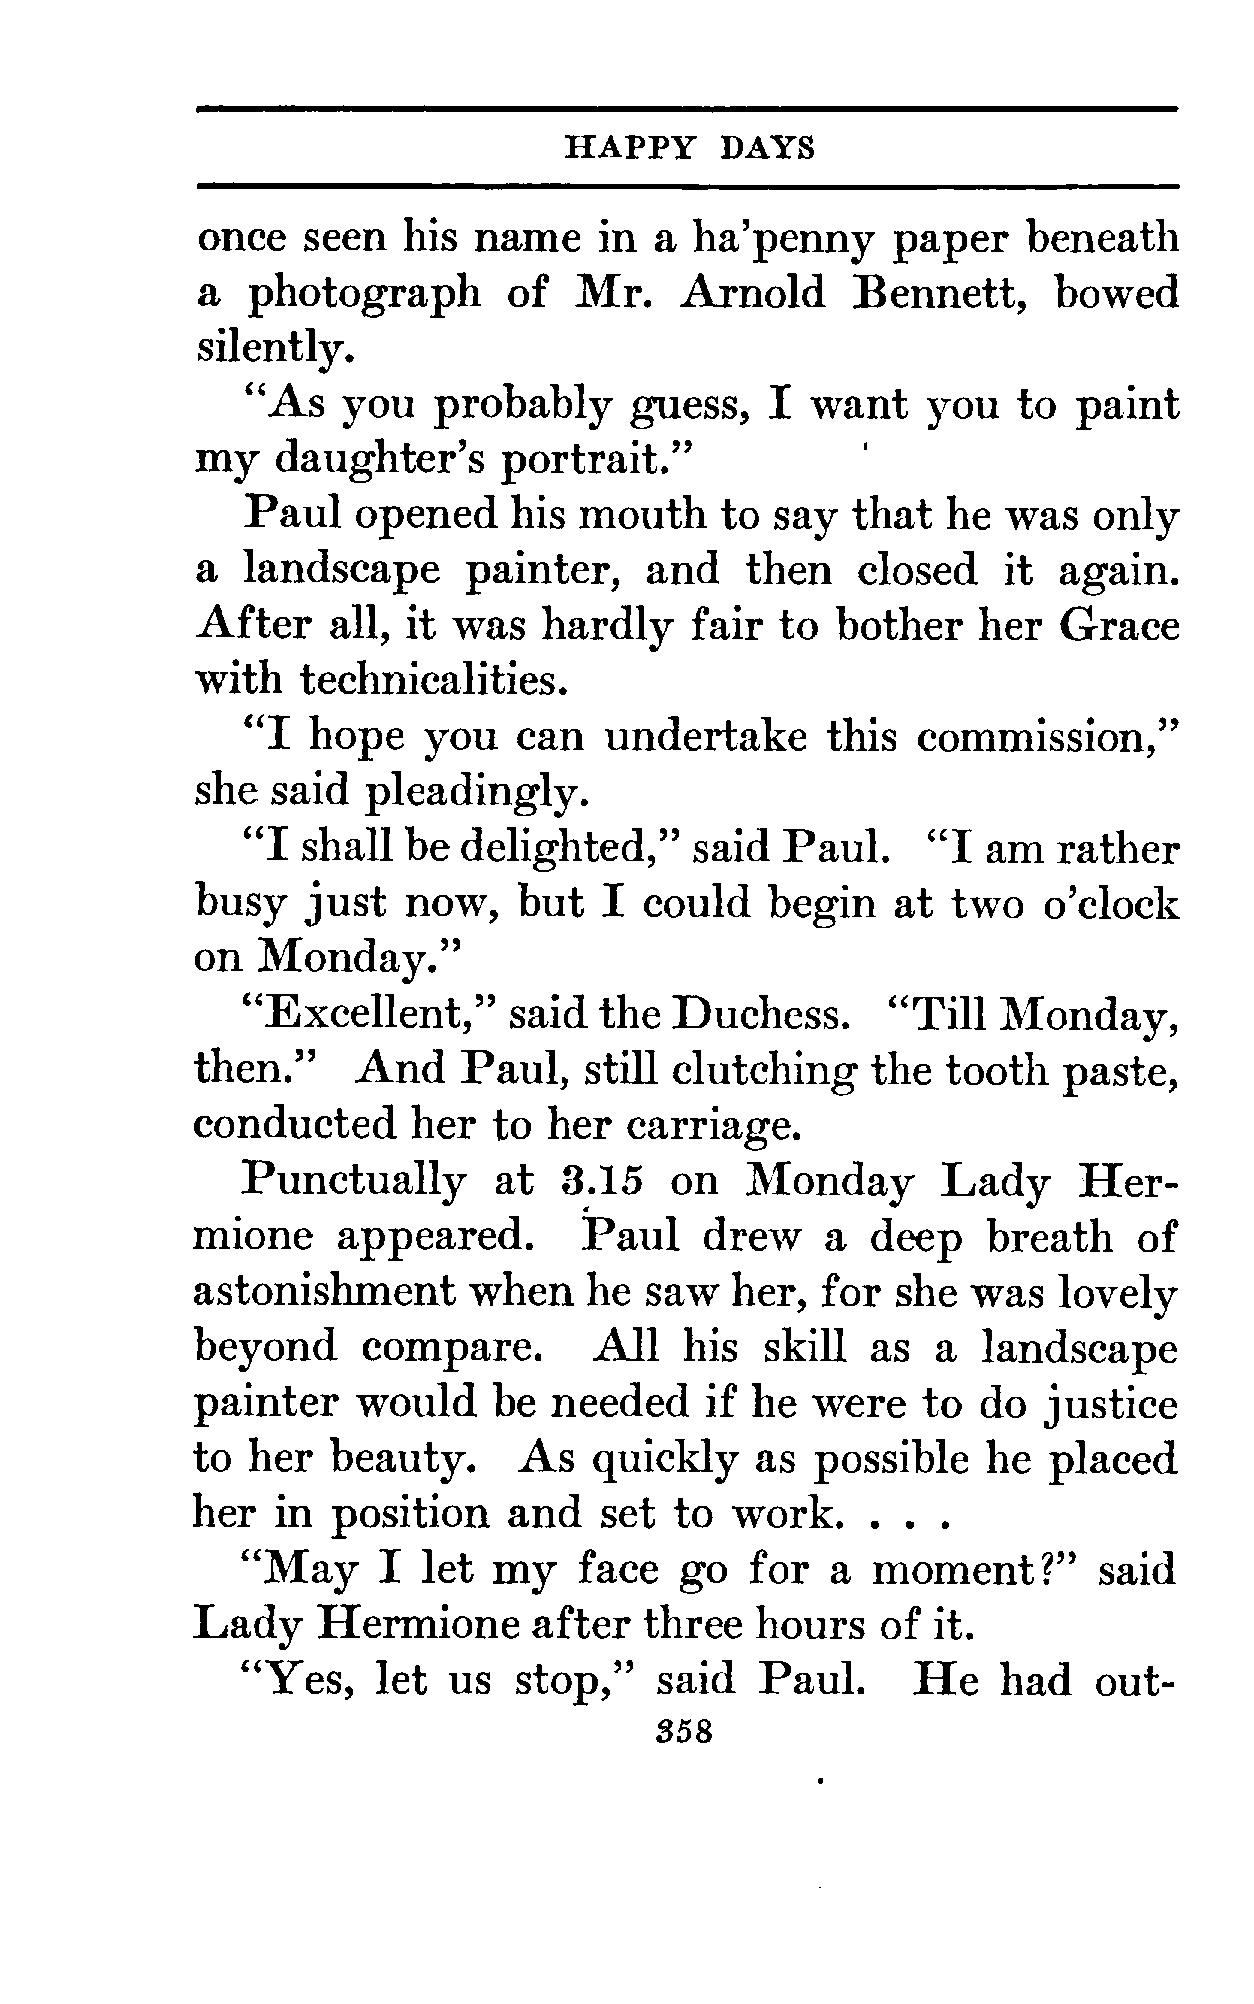 HAPPY DAYS
once seen his name in a ha'penny paper beneath
a photograph of Mr. Arnold Bennett, bowed
silently.
"As you probably guess, I want you to paint
my daughter's portrait."
Paul opened his mouth to say that he was only
a landscape painter, and then closed it again.
After all, it was hardly fair to bother her Grace
with technicalities.
"I hope you can undertake this commission,"
she said pleadingly.
"I shall be delighted," said Paul. "I am rather
busy just now, but I could begin at two o'clock
on Monday."
"Excellent," said the Duchess. "Till Monday,
then." And Paul, still clutching the tooth paste,
conducted her to her carriage.
Punctually at 3.15 on Monday Lady Her-
mione appeared. Paul drew a deep breath of
astonishment when he saw her, for she was lovely
beyond compare. All his skill as a landscape
painter would be needed if he were to do justice
to her beauty. As quickly as possible he placed
her in position and set to work. . . .
"May I let my face go for a moment?" said
Lady Hermione after three hours of it.
"Yes, let us stop," said Paul. He had out-
358